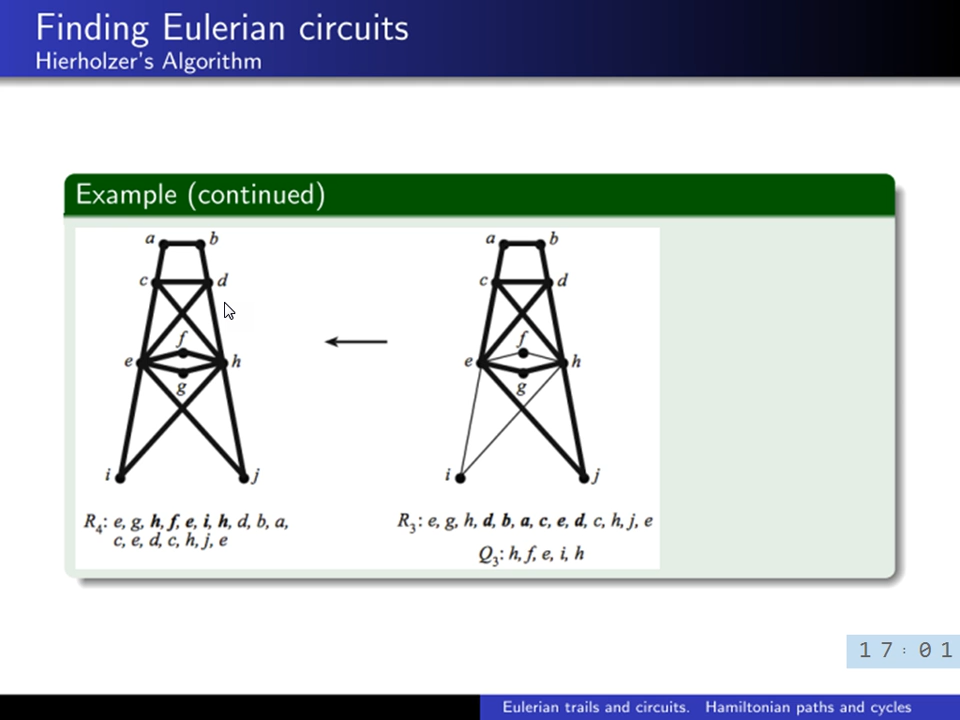 Finding Eulerian circuits
Hierholzer's Algorithm
Example (continued)
a b
c d
f
e h
g
i j
R4: e, g, h, f, e, i, h, d, b, a,
c, e, d, c, h, j, e
a b
c d
f
e h
g
i j
R3: e, g, h, d, b, a, c, e, d, c, h, j, e
Q3: h, f, e, i, h
17:01
Eulerian trails and circuits. Hamiltonian paths and cycles